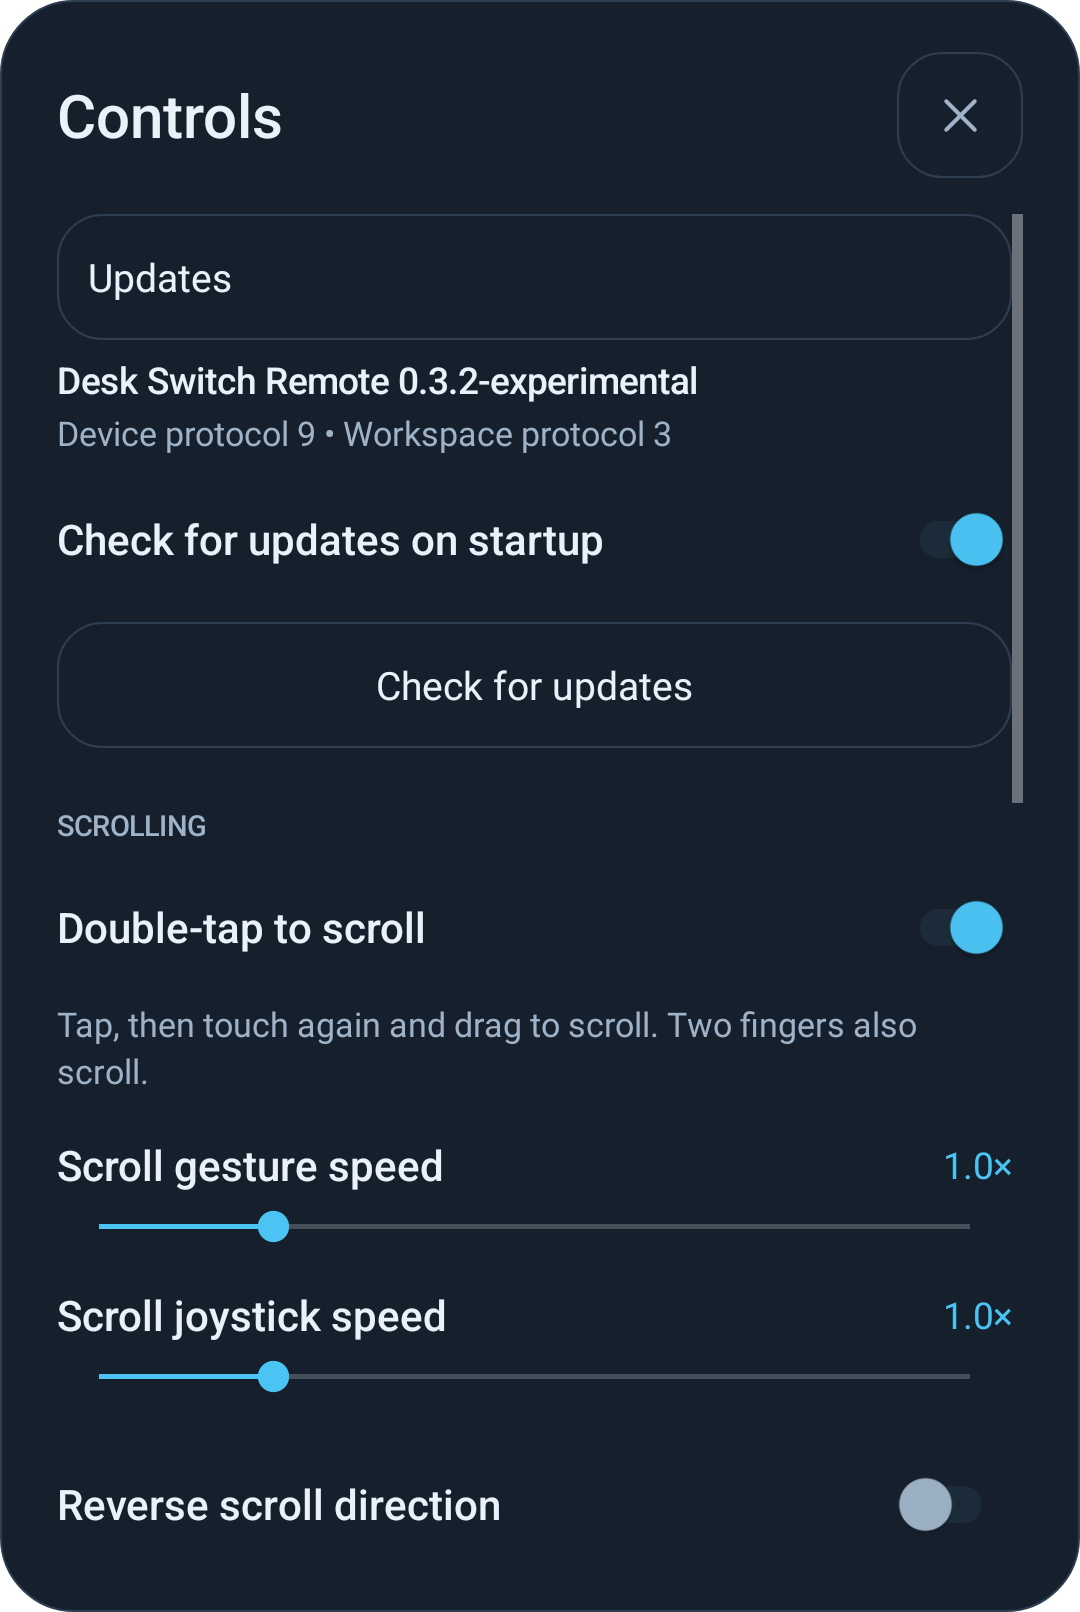 Controls
Updates
Desk Switch Remote 0.3.2-experimental
Device protocol 9 • Workspace protocol 3
Check for updates on startup
Check for updates
SCROLLING
Double-tap to scroll
Tap, then touch again and drag to scroll. Two fingers also
scroll.
Scroll gesture speed 1.0×
Scroll joystick speed 1.0×
Reverse scroll direction